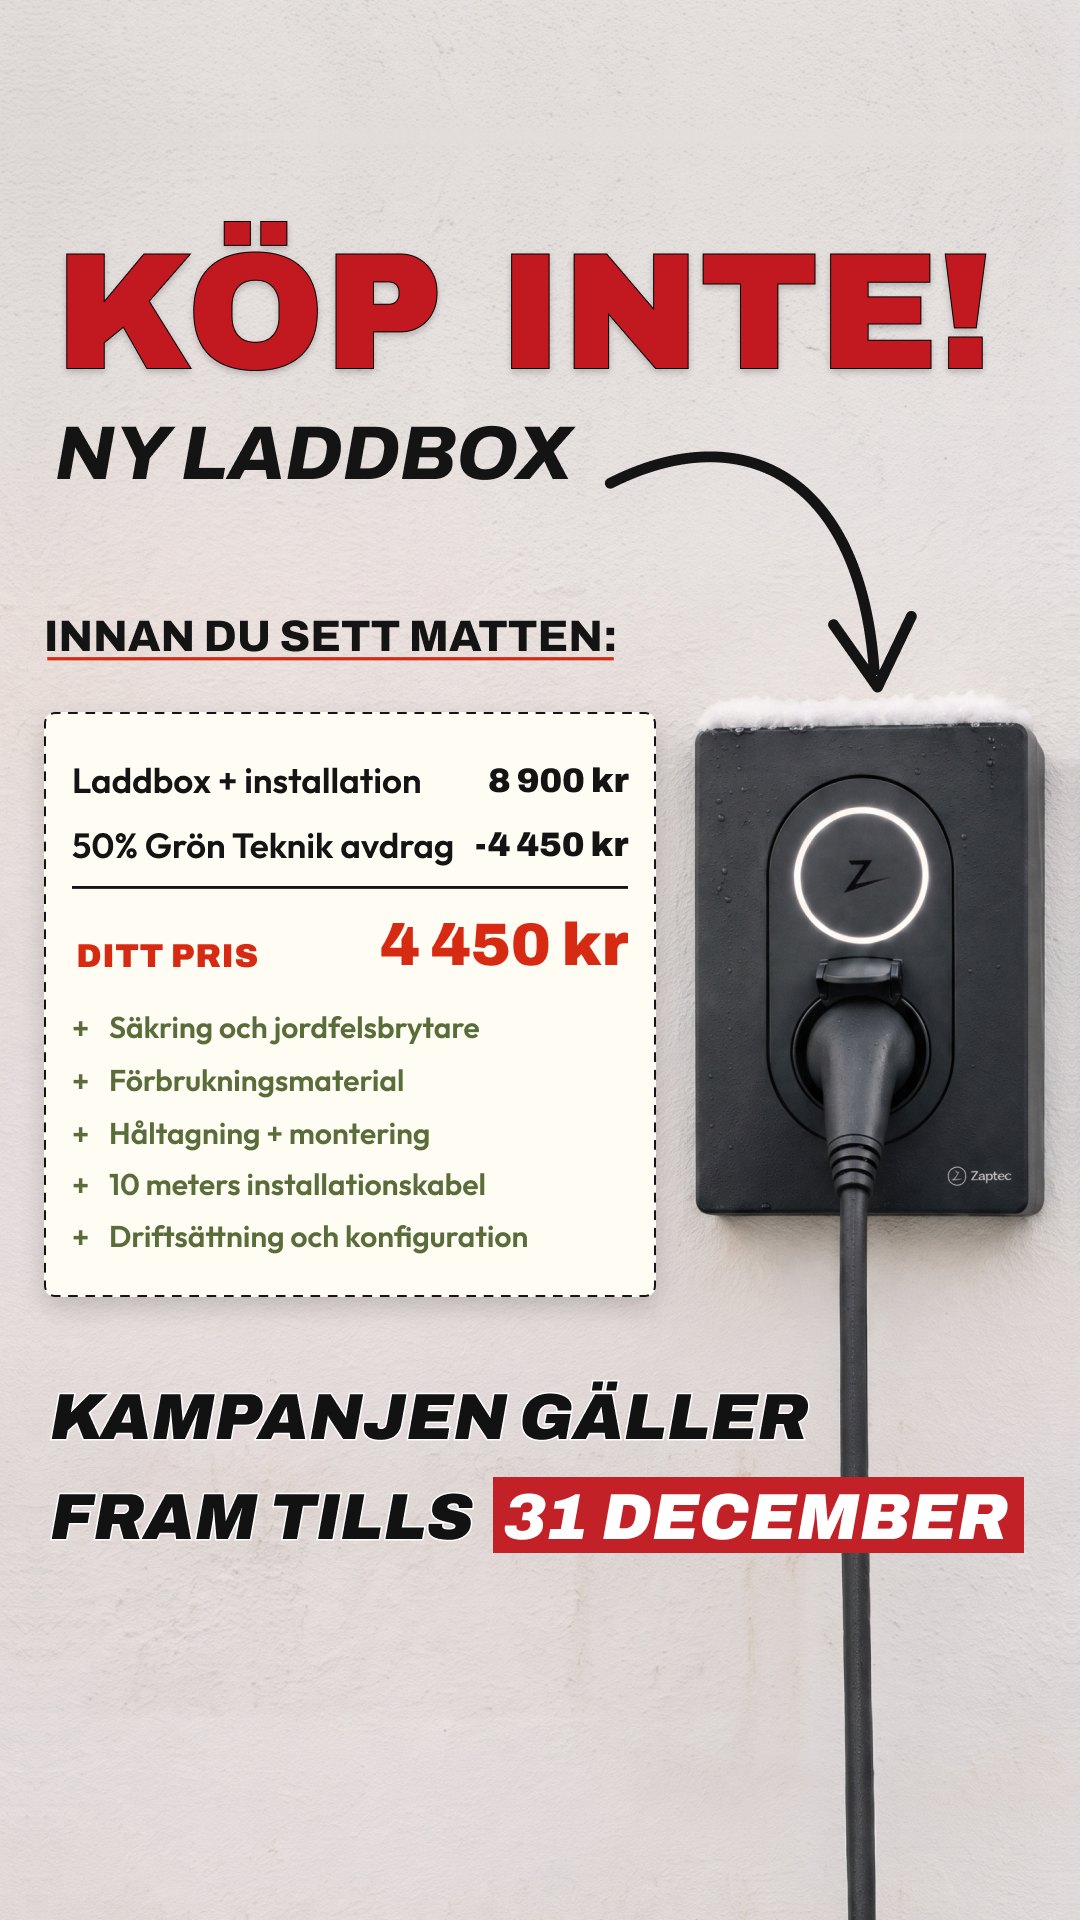 KÖP INTE!
NY LADDBOX
INNAN DU SETT MATTEN:
Laddbox + installation 8 900 kr
50% Grön Teknik avdrag -4 450 kr
DITT PRIS 4 450 kr
+ Säkring och jordfelsbrytare
+ Förbrukningsmaterial
+ Håltagning + montering
+ 10 meters installationskabel
+ Driftsättning och konfiguration
Zaptec
KAMPANJEN GÄLLER
FRAM TILLS 31 DECEMBER